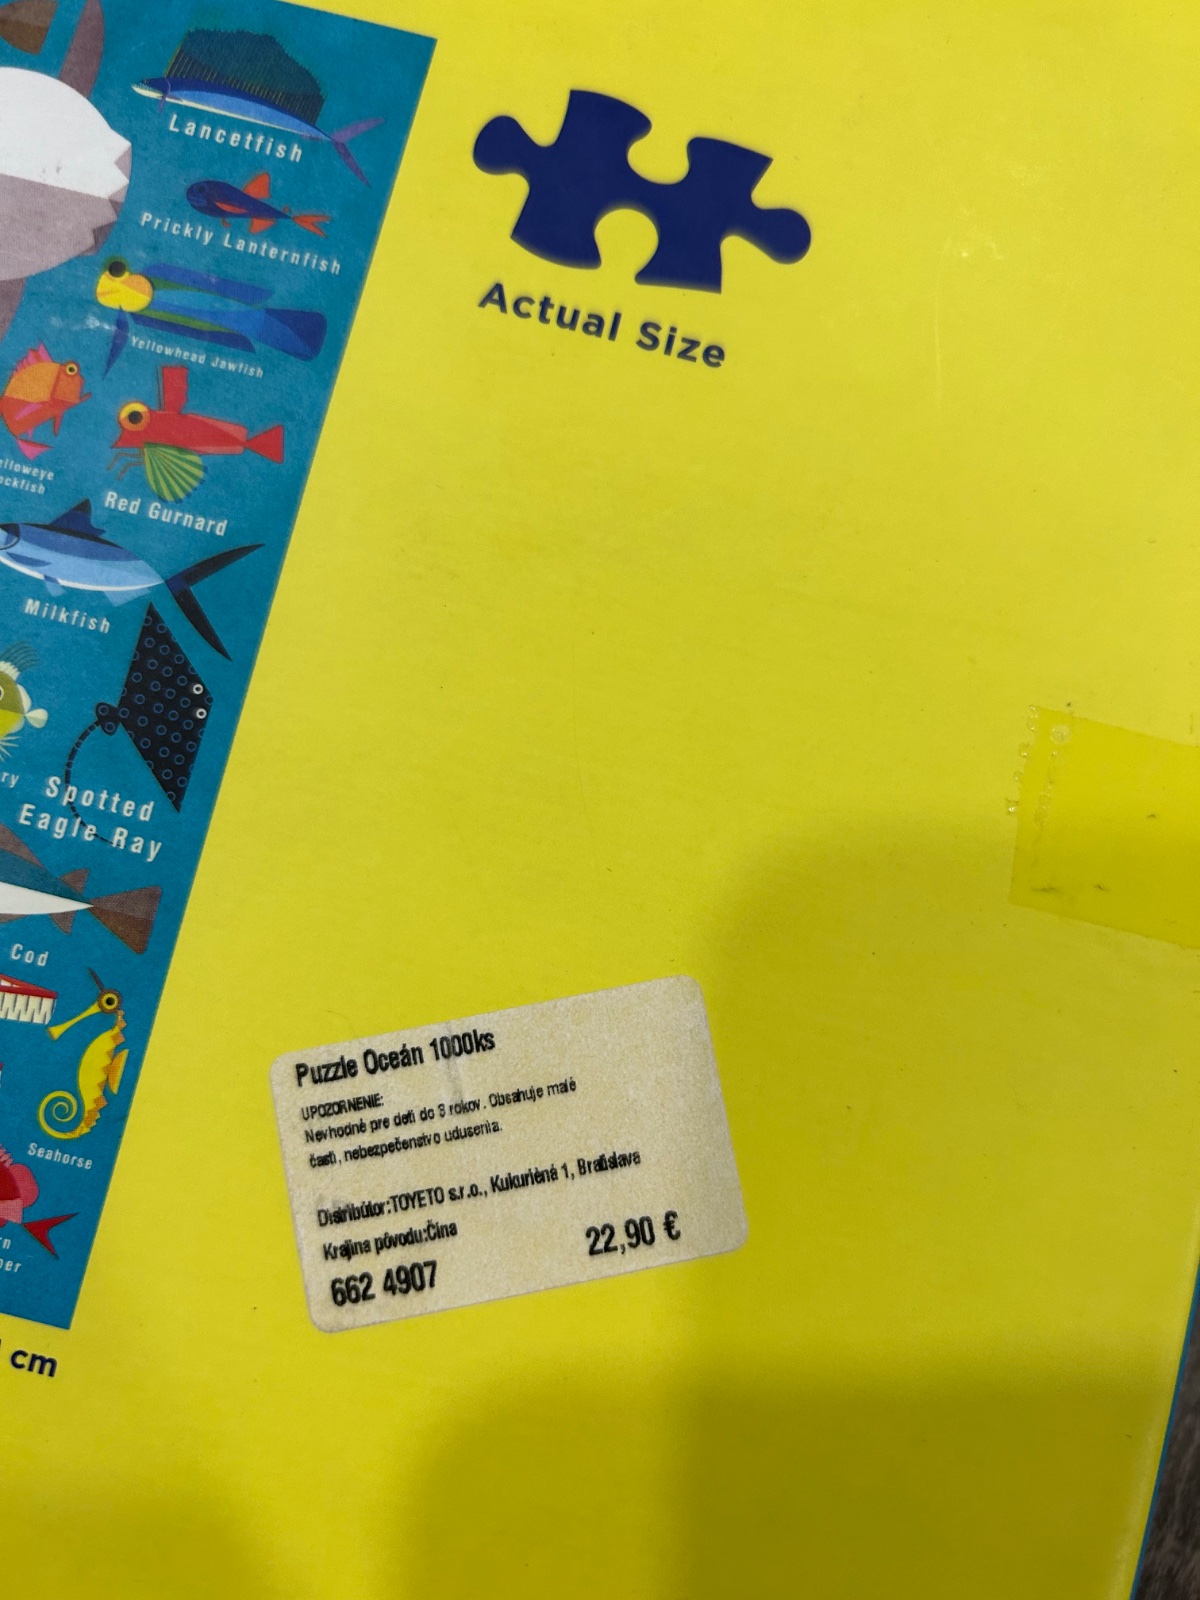 Lancetfish
Prickly Lanternfish
Yellowhead Jawfish
Red Gurnard
Milkfish
Spotted
Eagle Ray
Cod
Seahorse
cm
Actual Size
Puzzle Oceán 1000ks
UPOZORNENIE:
Nevhodné pre deti do 3 rokov. Obsahuje malé
časti, nebezpečenstvo udusenia.
Distribútor:TOYETO s.r.o., 1, Bratislava
Krajina pôvodu:Čína
22,90 €
662 4907